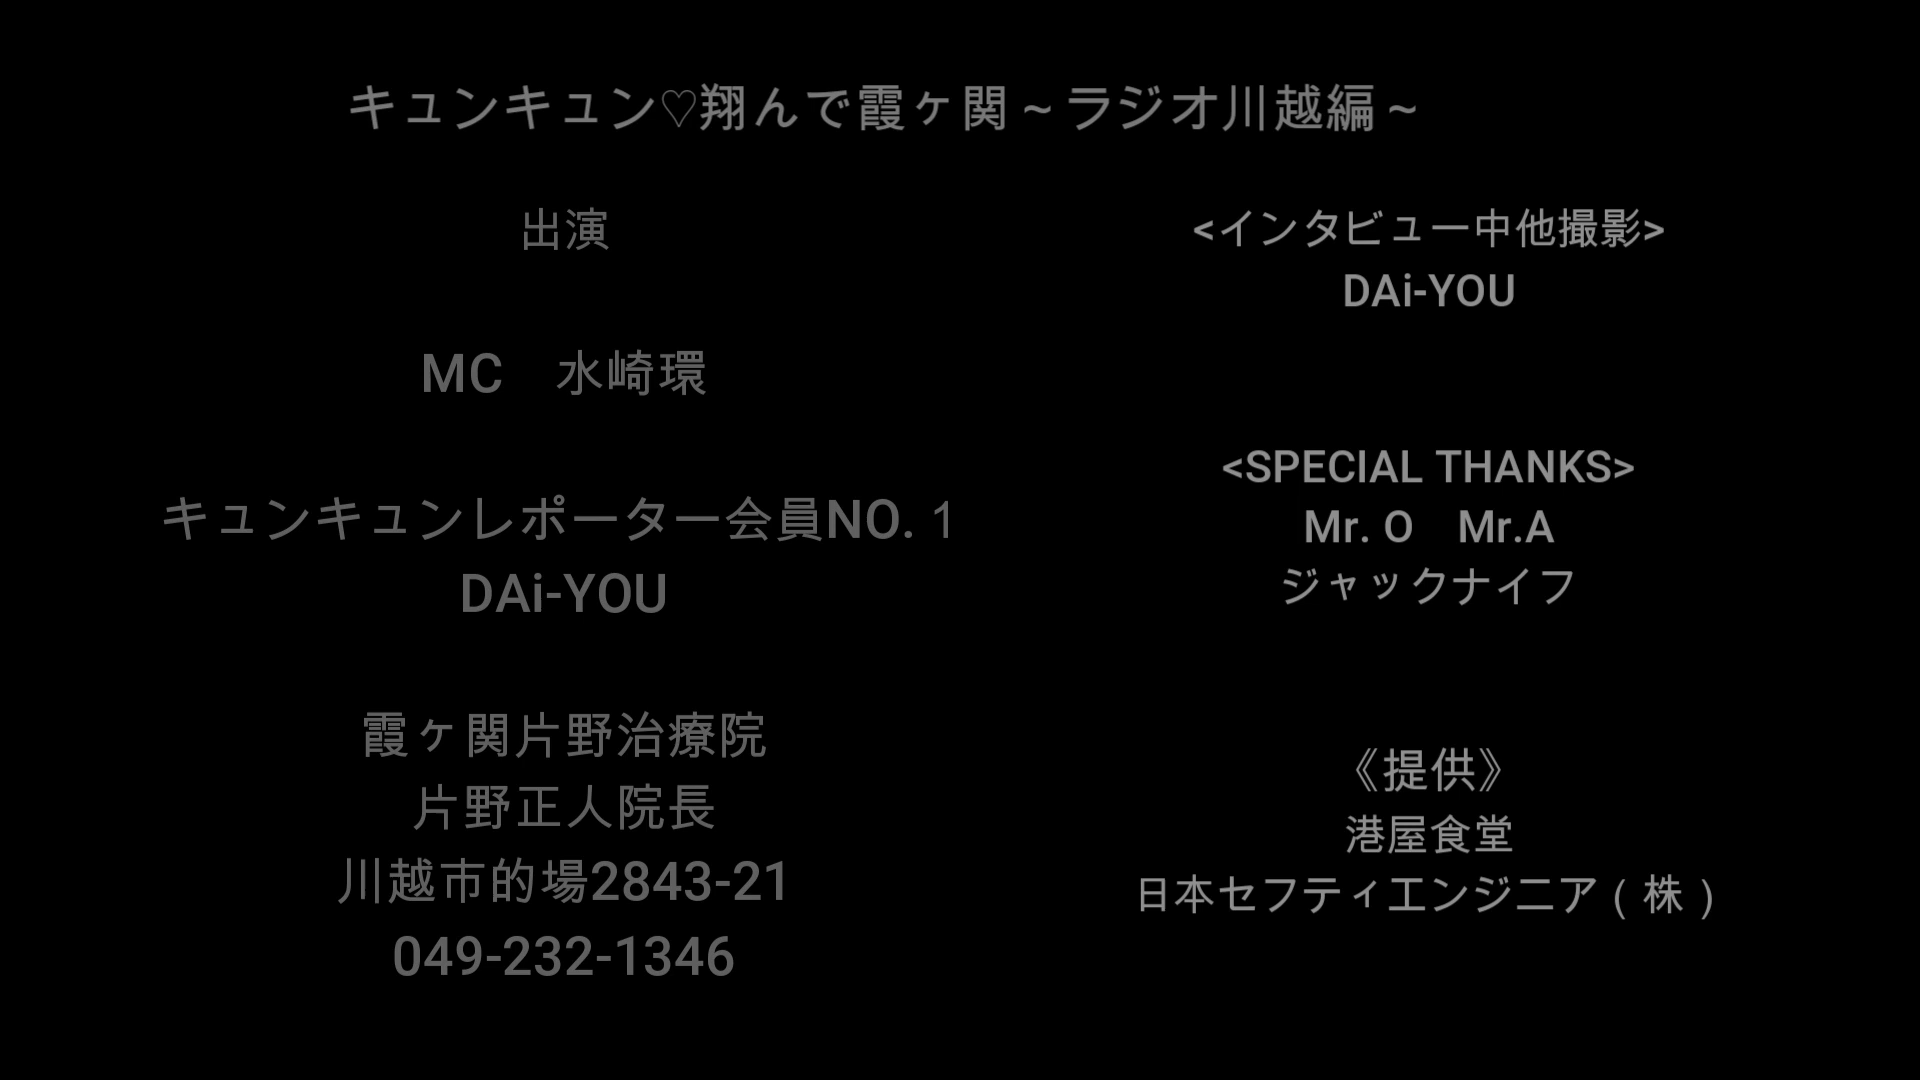 キュンキュン♡翔んで霞ヶ関～ラジオ川越編～
出演
MC　水崎環
キュンキュンレポーター会員NO.１
DAi-YOU
霞ヶ関片野治療院
片野正人院長
川越市的場2843-21
049-232-1346
<インタビュー中他撮影>
DAi-YOU
<SPECIAL THANKS>
Mr. O　Mr.A
ジャックナイフ
《提供》
港屋食堂
日本セフティエンジニア（株）